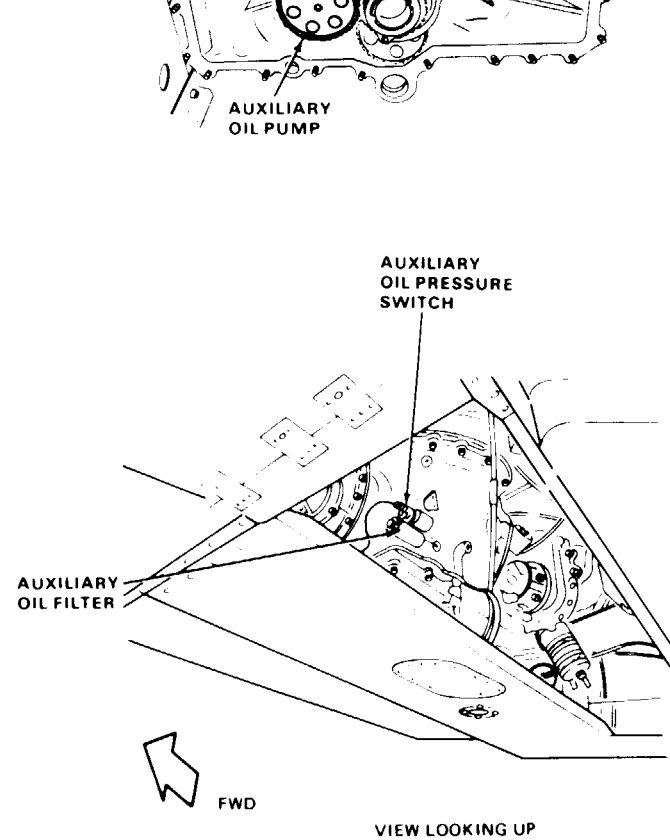 AUXILIARY
OIL PUMP
AUXILIARY
OIL PRESSURE
SWITCH
AUXILIARY
OIL FILTER
FWD
VIEW LOOKING UP